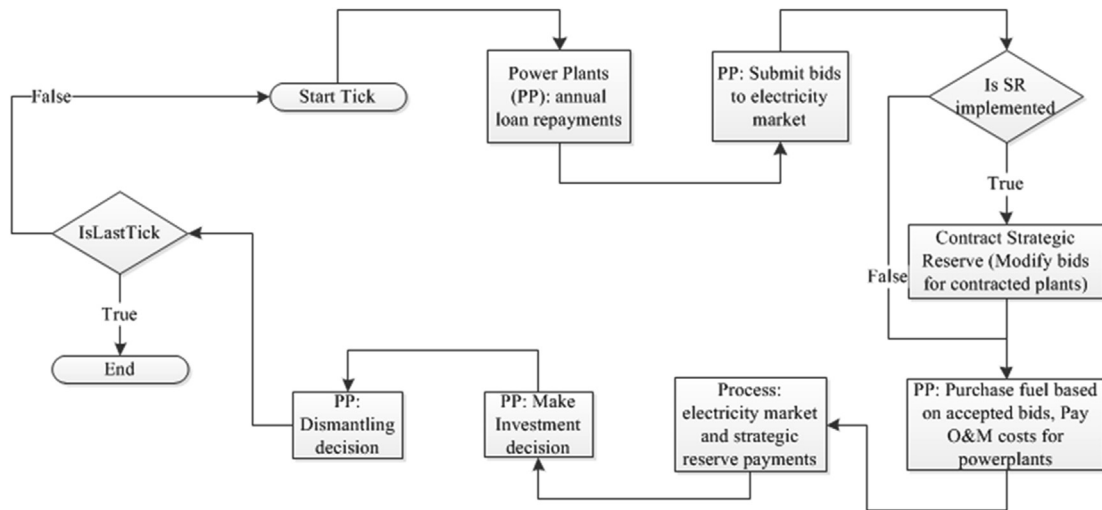 Start Tick
Power Plants
(PP): annual
loan repayments
PP: Submit bids
to electricity
market
Is SR
implemented
True
False
Contract Strategic
Reserve (Modify bids
for contracted plants)
PP: Purchase fuel based
on accepted bids, Pay
O&M costs for
powerplants
Process:
electricity market
and strategic
reserve payments
PP: Make
Investment
decision
PP:
Dismantling
decision
IsLastTick
False
True
End